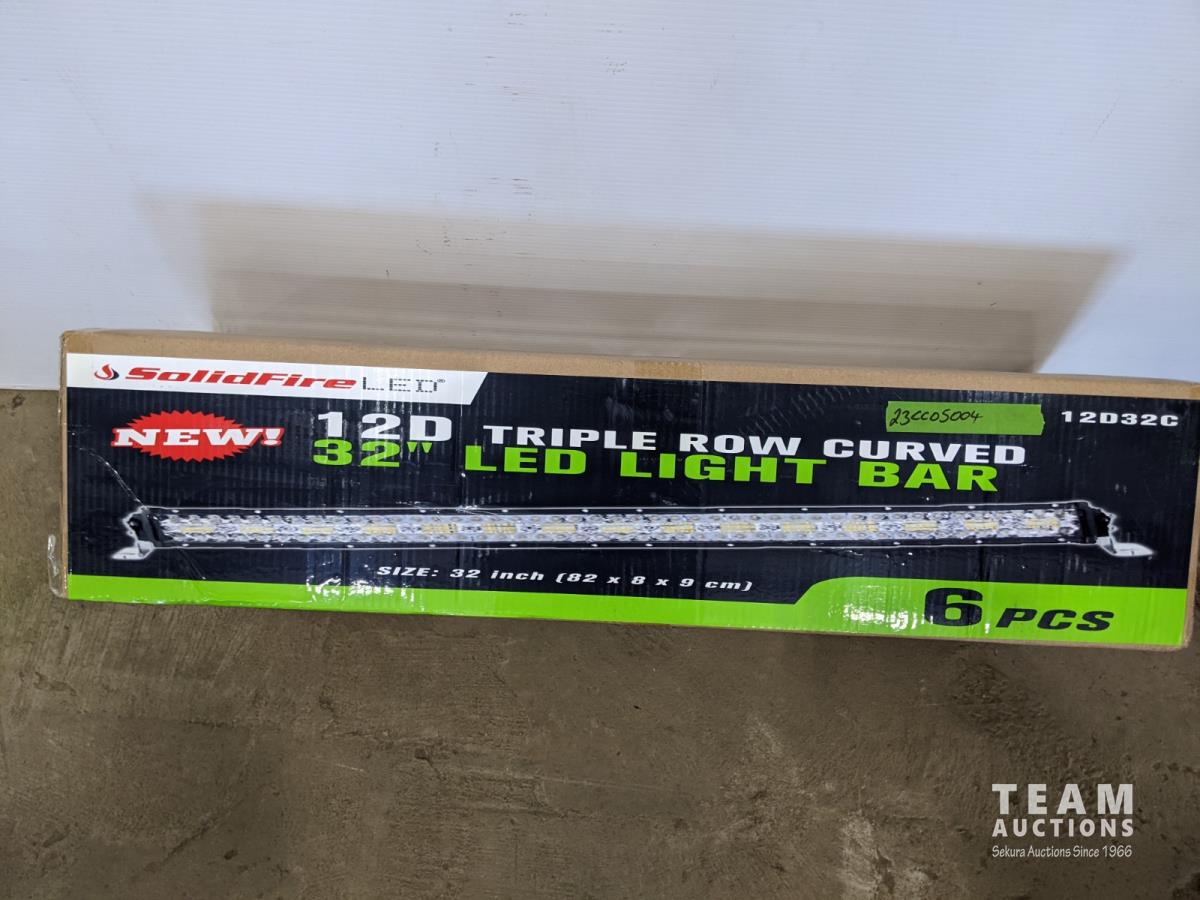 SolidFire LED®
NEW!
12D TRIPLE ROW CURVED
32" LED LIGHT BAR
23CC05004
12D32C
SIZE: 32 inch (82 x 8 x 9 cm)
6 PCS
TEAM
AUCTIONS
Sekura Auctions Since 1966